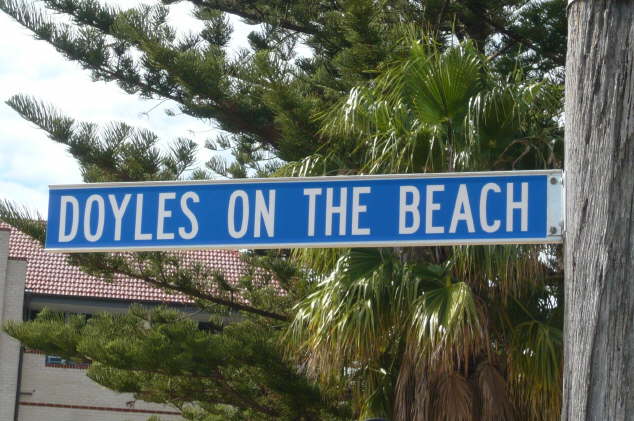 DOYLES ON THE BEACH